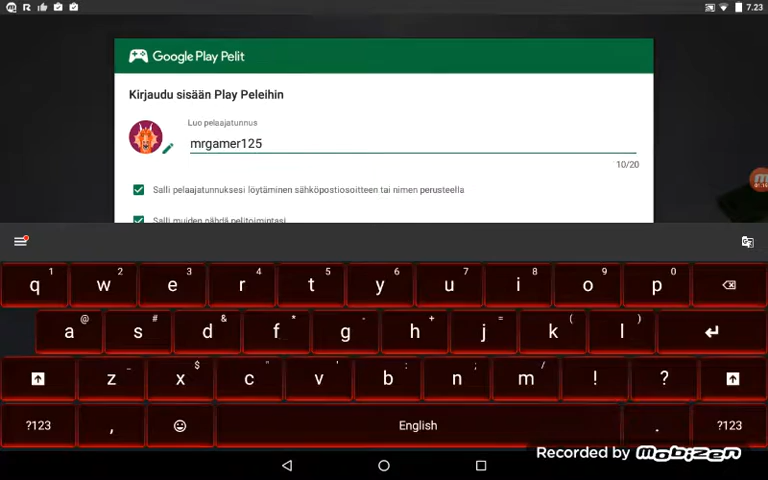 7.23
Google Play Pelit
Kirjaudu sisään Play Peleihin
Luo pelaajatunnus
mrgamer125
10/20
Salli pelaajatunnuksesi löytäminen sähköpostiosoitteen tai nimen perusteella
Salli muiden nähdä pelitoimintasi
1 2 3 4 5 6 7 8 9 0
q w e r t y u i o p
@ # & * - + = ( )
a s d f g h j k l
_ $ " ' : ; /
z x c v b n m ! ?
?123 , English . ?123
Recorded by mobizen